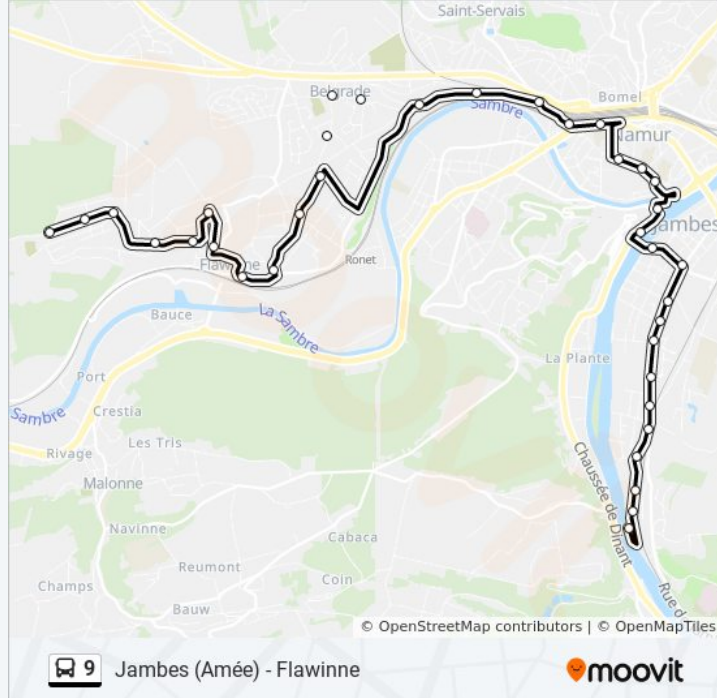 Saint-Servais
Belgrade
Bomel
Sambre
Namur
Jambes
Ronet
Flawinne
La Sambre
Bauce
La Plante
Port
Sambre
Crestia
Les Tris
Rivage
Malonne
Chaussée de Dinant
Navinne
Cabaca
Reumont
Coin
Champs
Bauw
Rue d
© OpenStreetMap contributors | © OpenMapTiles
9 Jambes (Amée) - Flawinne
moovit